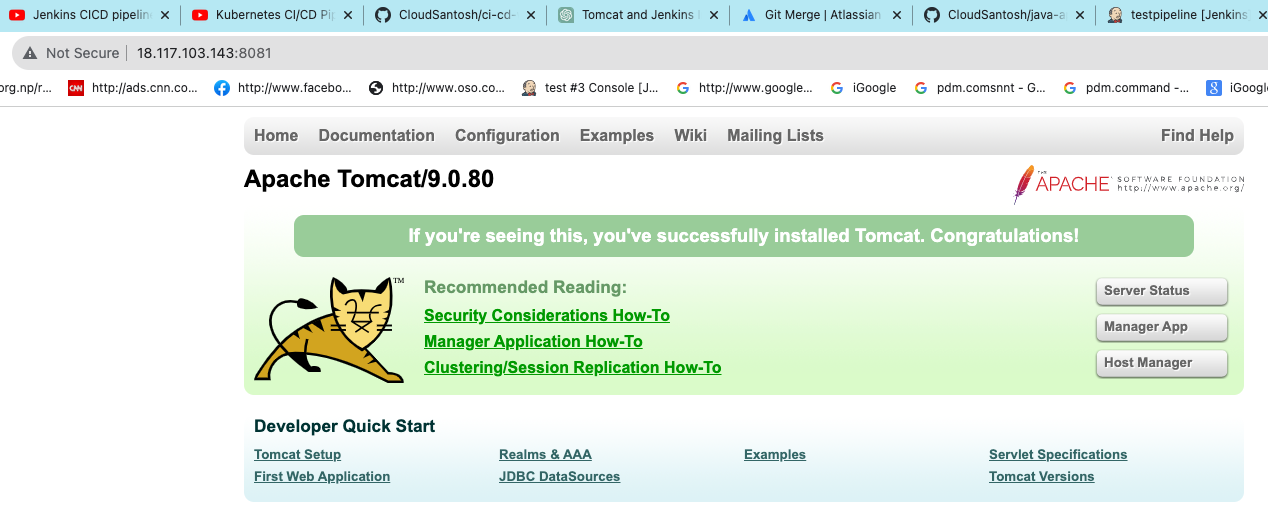 Jenkins CICD pipelin
Kubernetes CI/CD Pi
CloudSantosh/ci-cd-
Tomcat and Jenkins
Git Merge | Atlassian
CloudSantosh/java-a
testpipeline [Jenkins
Not Secure 18.117.103.143:8081
org.np/r...
CNN http://ads.cnn.co...
http://www.facebo...
http://www.oso.co...
test #3 Console [J...
http://www.google...
iGoogle
pdm.comsnnt - G...
pdm.command -...
iGoogle
Home Documentation Configuration Examples Wiki Mailing Lists Find Help
Apache Tomcat/9.0.80
THE APACHE SOFTWARE FOUNDATION
http://www.apache.org/
If you're seeing this, you've successfully installed Tomcat. Congratulations!
TM
Recommended Reading:
Security Considerations How-To
Manager Application How-To
Clustering/Session Replication How-To
Server Status
Manager App
Host Manager
Developer Quick Start
Tomcat Setup
First Web Application
Realms & AAA
JDBC DataSources
Examples
Servlet Specifications
Tomcat Versions